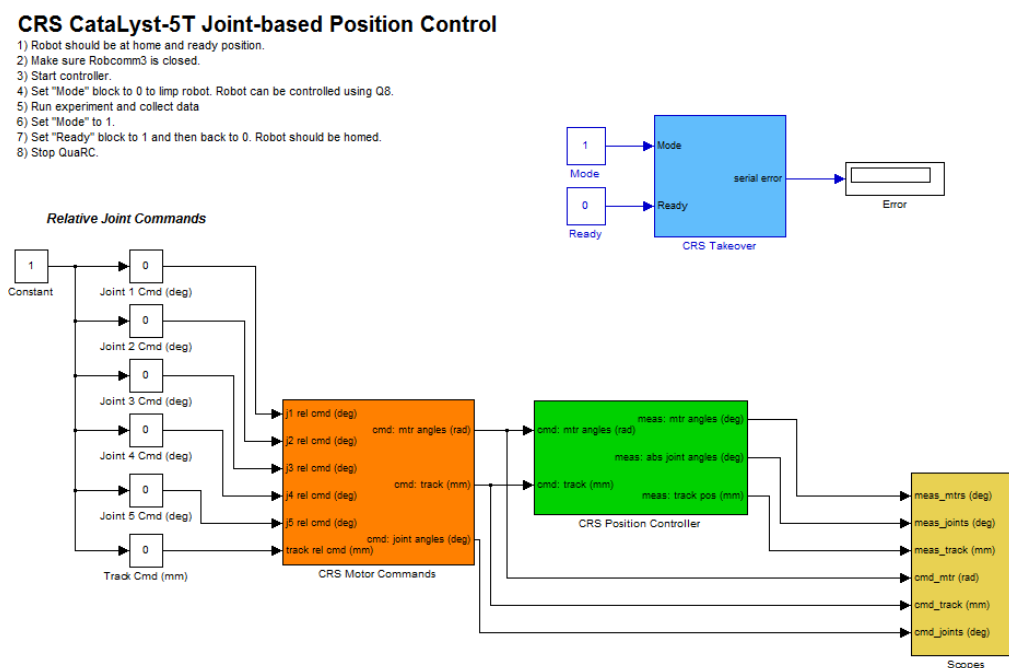 CRS CataLyst-5T Joint-based Position Control
1) Robot should be at home and ready position.
2) Make sure Robcomm3 is closed.
3) Start controller.
4) Set "Mode" block to 0 to limp robot. Robot can be controlled using Q8.
5) Run experiment and collect data
6) Set "Mode" to 1.
7) Set "Ready" block to 1 and then back to 0. Robot should be homed.
8) Stop QuaRC.
1
Mode
0
Ready
Mode
Ready
serial error
CRS Takeover
Error
Relative Joint Commands
1
Constant
0
Joint 1 Cmd (deg)
0
Joint 2 Cmd (deg)
0
Joint 3 Cmd (deg)
0
Joint 4 Cmd (deg)
0
Joint 5 Cmd (deg)
0
Track Cmd (mm)
j1 rel cmd (deg)
j2 rel cmd (deg)
j3 rel cmd (deg)
j4 rel cmd (deg)
j5 rel cmd (deg)
track rel cmd (mm)
cmd: mtr angles (rad)
cmd: track (mm)
cmd: joint angles (deg)
CRS Motor Commands
cmd: mtr angles (rad)
cmd: track (mm)
meas: mtr angles (deg)
meas: abs joint angles (deg)
meas: track pos (mm)
CRS Position Controller
meas_mtrs (deg)
meas_joints (deg)
meas_track (mm)
cmd_mtr (rad)
cmd_track (mm)
cmd_joints (deg)
Scopes